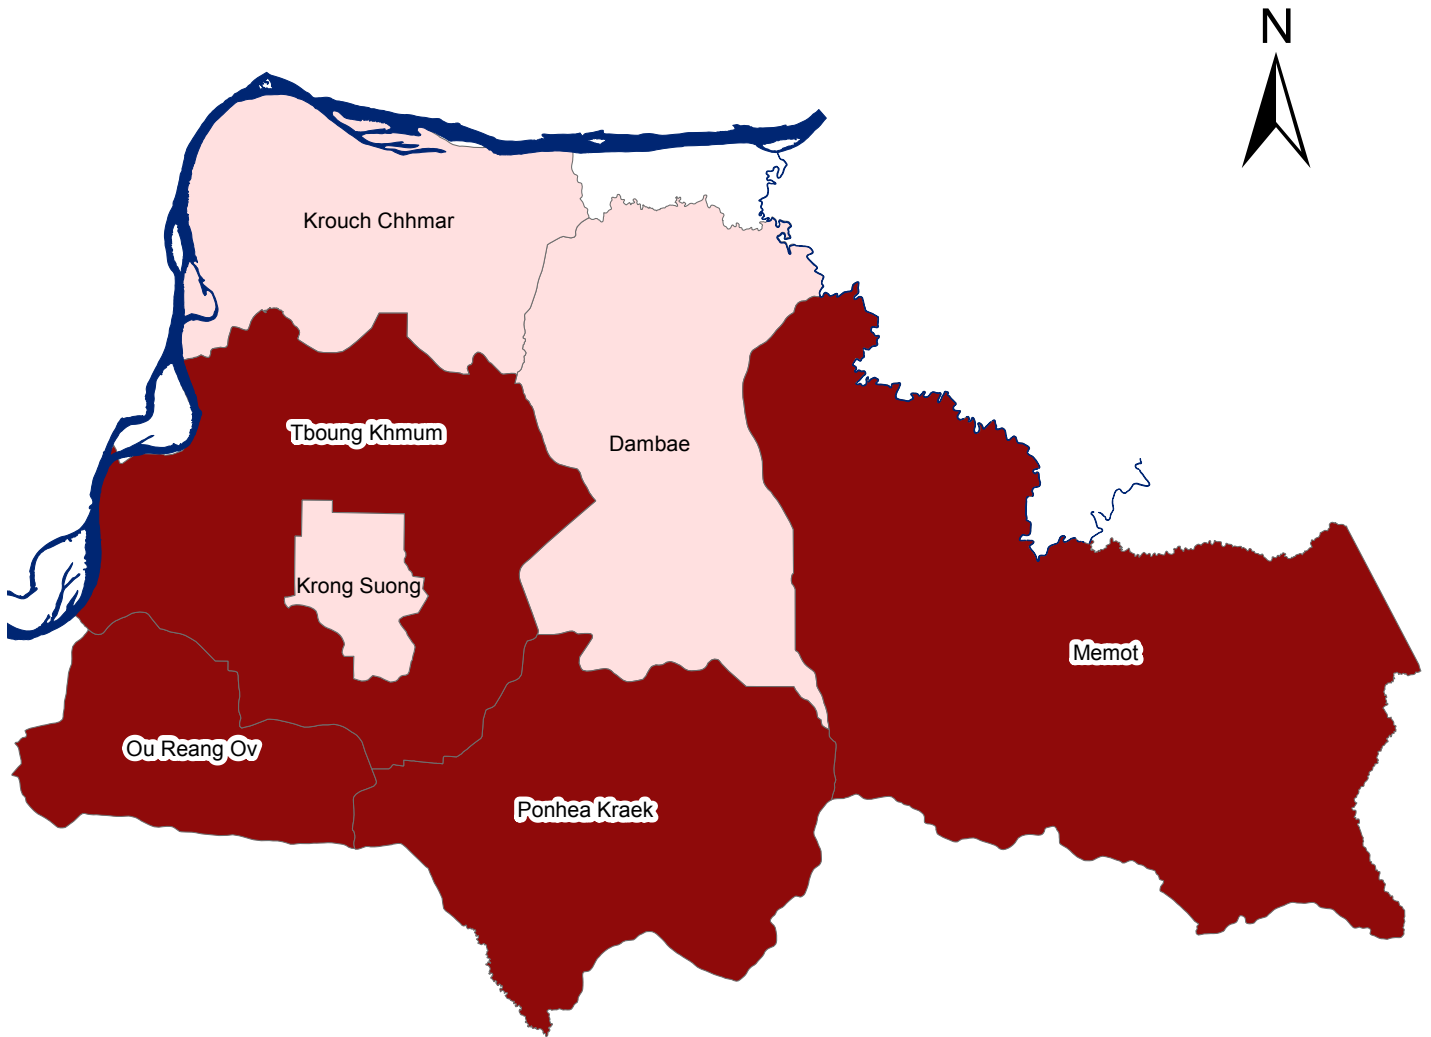 N
Krouch Chhmar
Tboung Khmum
Dambae
Krong Suong
Memot
Ou Reang Ov
Ponhea Kraek